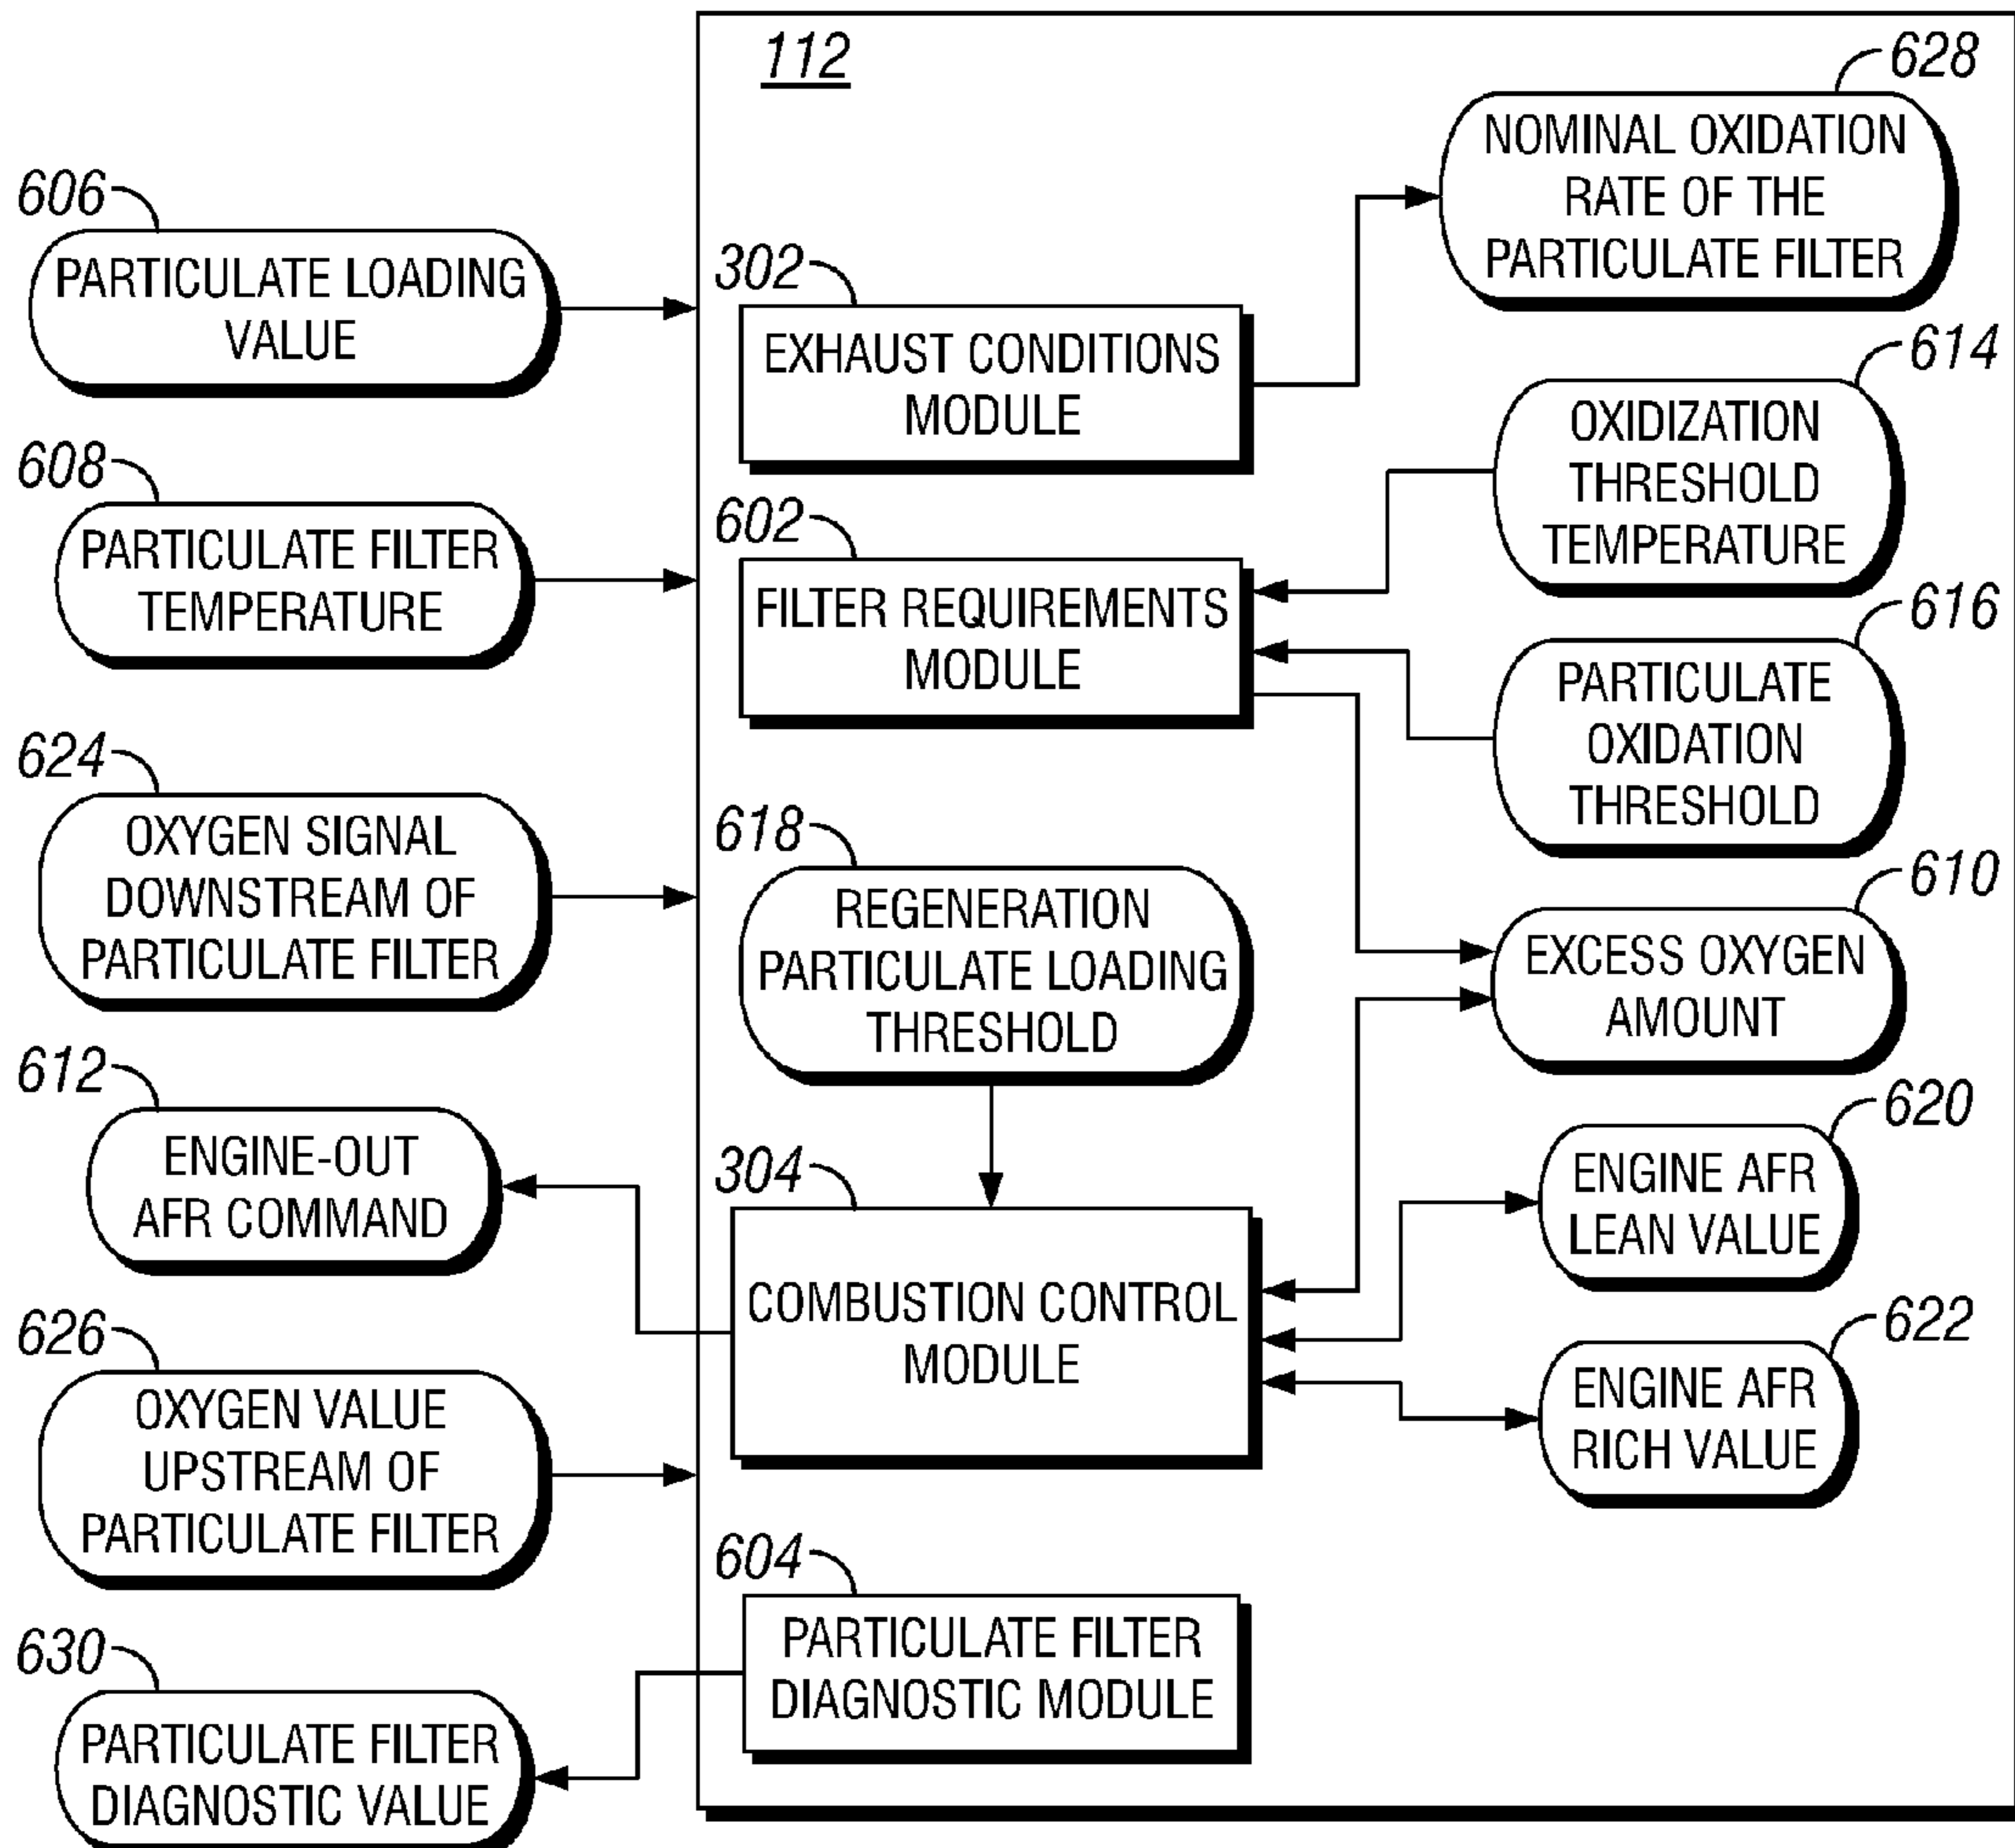 112
628
NOMINAL OXIDATION
RATE OF THE
PARTICULATE FILTER
606
PARTICULATE LOADING
VALUE
302
EXHAUST CONDITIONS
MODULE
614
OXIDIZATION
THRESHOLD
TEMPERATURE
608
PARTICULATE FILTER
TEMPERATURE
602
FILTER REQUIREMENTS
MODULE
616
PARTICULATE
OXIDATION
THRESHOLD
624
OXYGEN SIGNAL
DOWNSTREAM OF
PARTICULATE FILTER
618
REGENERATION
PARTICULATE LOADING
THRESHOLD
610
EXCESS OXYGEN
AMOUNT
612
ENGINE-OUT
AFR COMMAND
304
COMBUSTION CONTROL
MODULE
620
ENGINE AFR
LEAN VALUE
622
ENGINE AFR
RICH VALUE
626
OXYGEN VALUE
UPSTREAM OF
PARTICULATE FILTER
604
PARTICULATE FILTER
DIAGNOSTIC MODULE
630
PARTICULATE FILTER
DIAGNOSTIC VALUE